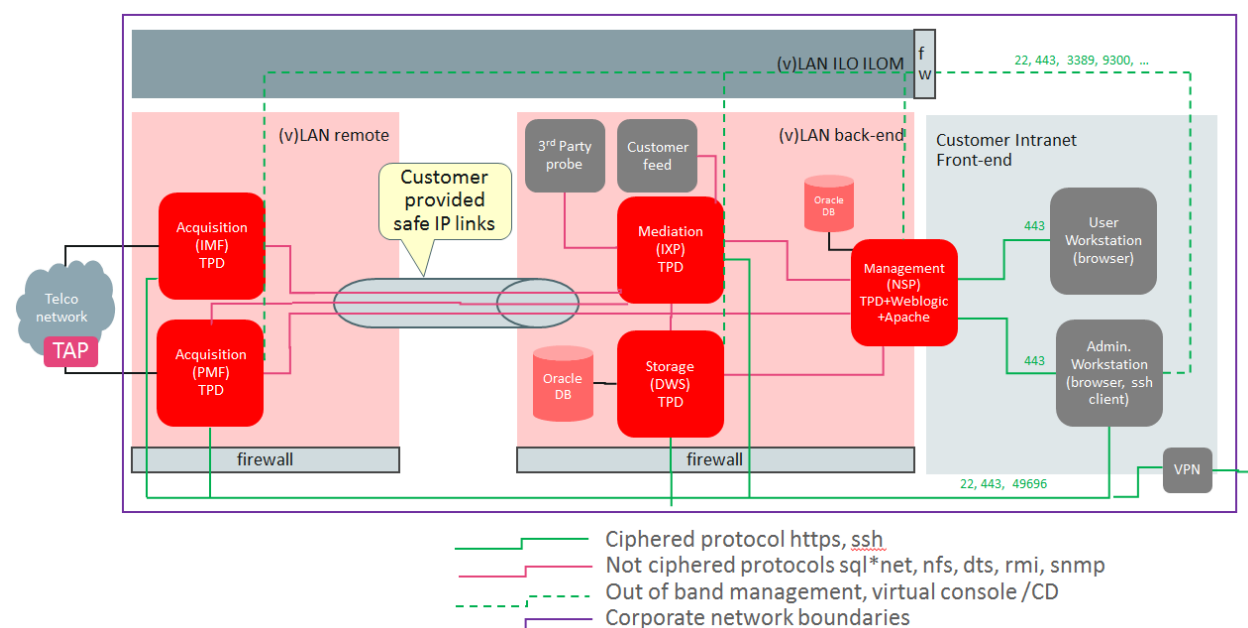 (v)LAN ILO ILOM
f
w
22, 443, 3389, 9300, ...
(v)LAN remote
(v)LAN back-end
Customer Intranet
Front-end
3rd Party
probe
Customer
feed
Customer
provided
safe IP links
Oracle
DB
Acquisition
(IMF)
TPD
Mediation
(IXP)
TPD
Management
(NSP)
TPD+Weblogic
+Apache
443
User
Workstation
(browser)
Telco
network
TAP
Acquisition
(PMF)
TPD
Oracle
DB
Storage
(DWS)
TPD
443
Admin.
Workstation
(browser, ssh
client)
firewall
firewall
VPN
22, 443, 49696
Ciphered protocol https, ssh
Not ciphered protocols sql*net, nfs, dts, rmi, snmp
Out of band management, virtual console /CD
Corporate network boundaries